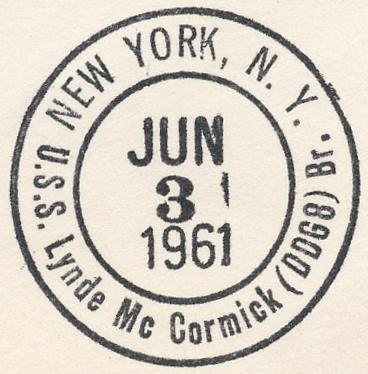 NEW YORK, N. Y.
JUN
3
1961
U.S.S. Lynde Mc Cormick (DDG8) Br.